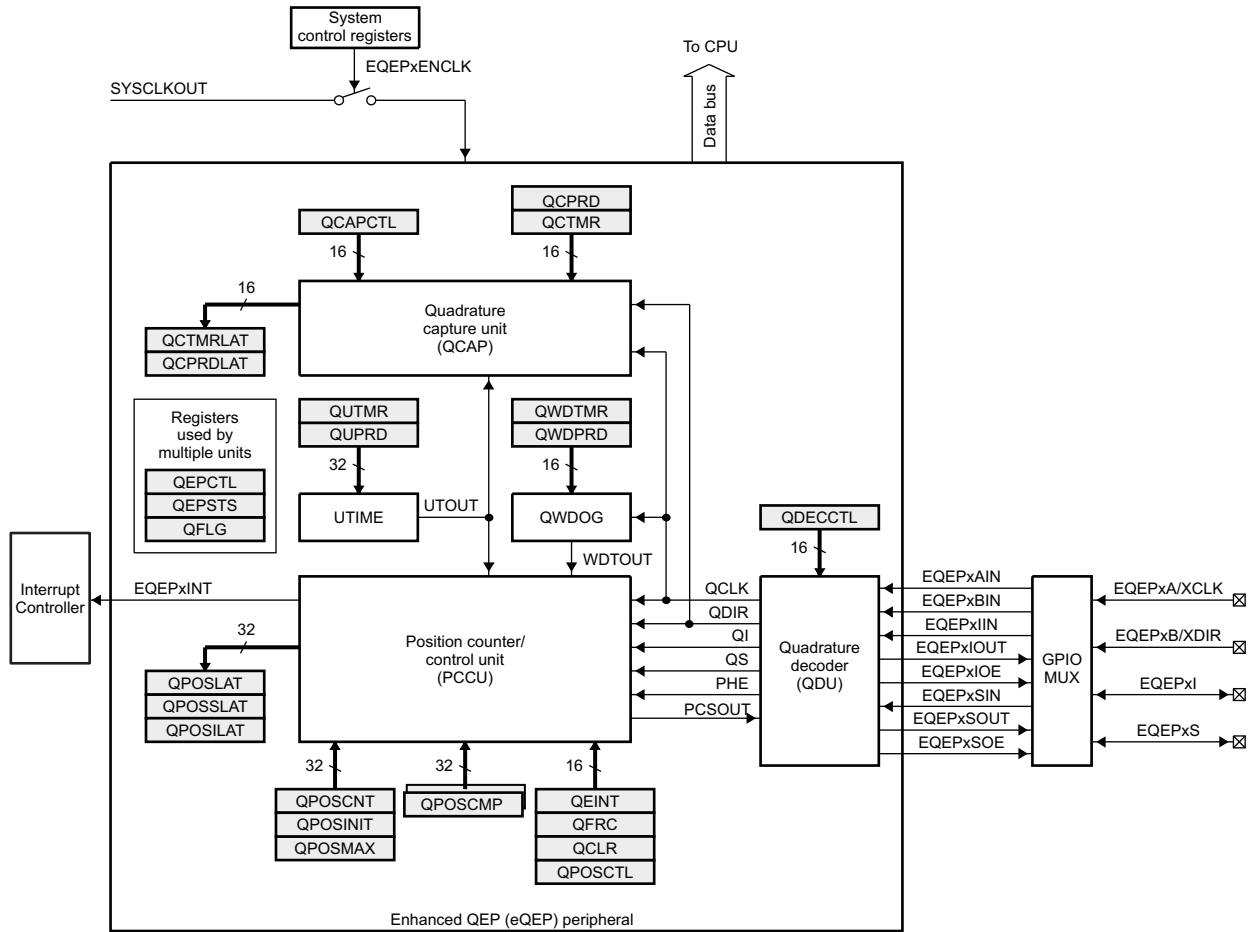 System
control registers
To CPU
EQEPxENCLK
SYSCLKOUT
Data bus
QCPRD
QCAPCTL
QCTMR
16
16
16
Quadrature
capture unit
(QCAP)
QCTMRLAT
QCPRDLAT
Registers
used by
multiple units
QEPCTL
QEPSTS
QFLG
QUTMR
QUPRD
32
QWDTMR
QWDPRD
16
UTIME
UTOUT
QWDOG
WDTOUT
QDECCTL
16
Interrupt
Controller
EQEPxINT
32
Position counter/
control unit
(PCCU)
QCLK
QDIR
QI
QS
PHE
PCSOUT
Quadrature
decoder
(QDU)
EQEPxAIN
EQEPxBIN
EQEPxIIN
EQEPxIOUT
EQEPxIOE
EQEPxSIN
EQEPxSOUT
EQEPxSOE
GPIO
MUX
EQEPxA/XCLK
EQEPxB/XDIR
EQEPxI
EQEPxS
QPOSLAT
QPOSSLAT
QPOSILAT
32
32
16
QPOSCNT
QPOSINIT
QPOSMAX
QPOSCMP
QEINT
QFRC
QCLR
QPOSCTL
Enhanced QEP (eQEP) peripheral